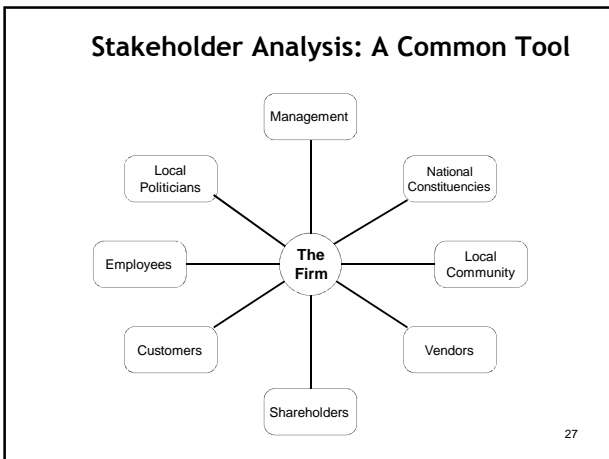 Stakeholder Analysis: A Common Tool
Management
Local
Politicians
National
Constituencies
Employees
The
Firm
Local
Community
Customers
Vendors
Shareholders
27